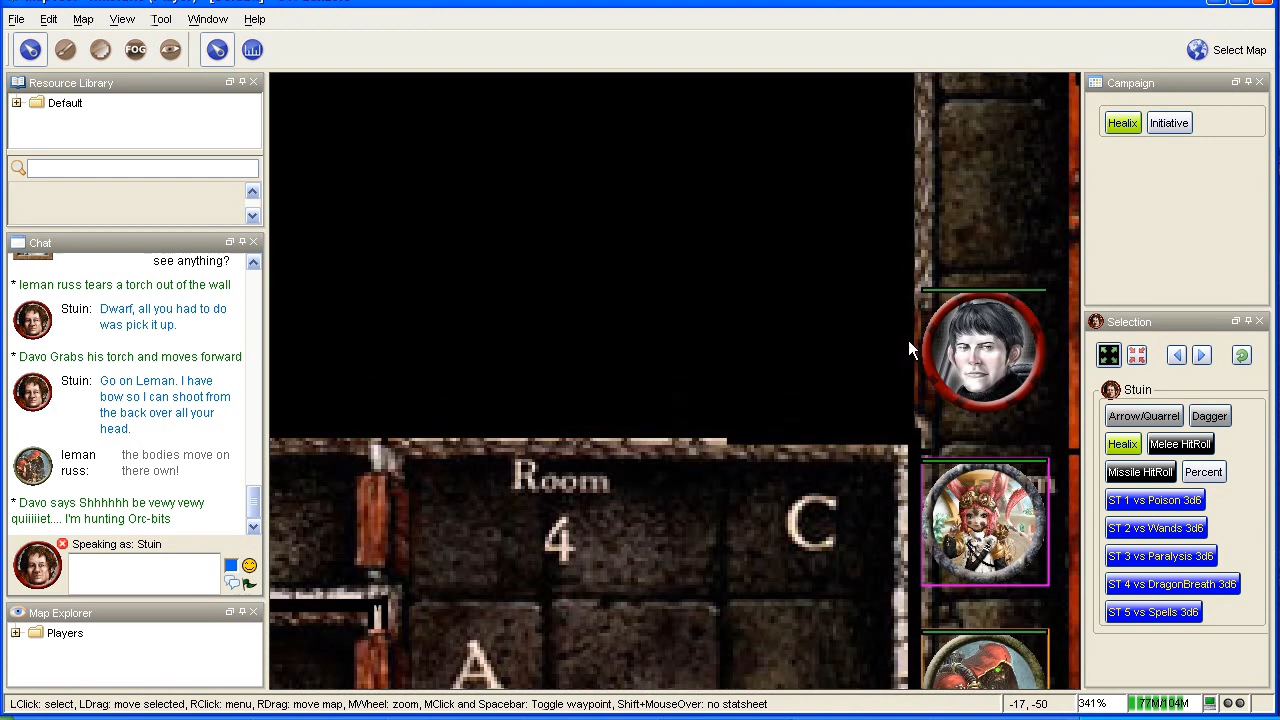 File Edit Map View Tool Window Help
FOG
Select Map
Resource Library
Default
Chat
see anything?
* leman russ tears a torch out of the wall
Stuin: Dwarf, all you had to do
was pick it up.
* Davo Grabs his torch and moves forward
Stuin: Go on Leman. I have
bow so I can shoot from
the back over all your
head.
leman russ: the bodies move on
there own!
* Davo says Shhhhhh be vewy vewy
quiiiiet.... I'm hunting Orc-bits
Speaking as: Stuin
Map Explorer
Players
Room
4
C
A
Campaign
Healix Initiative
Selection
Stuin
Arrow/Quarrel Dagger
Healix Melee HitRoll
Missile HitRoll Percent
ST 1 vs Poison 3d6
ST 2 vs Wands 3d6
ST 3 vs Paralysis 3d6
ST 4 vs DragonBreath 3d6
ST 5 vs Spells 3d6
LClick: select, LDrag: move selected, RClick: menu, RDrag: move map, MWheel: zoom, MClick and Spacebar: Toggle waypoint, Shift+MouseOver: no statsheet
-17, -50
341%
77M/104M